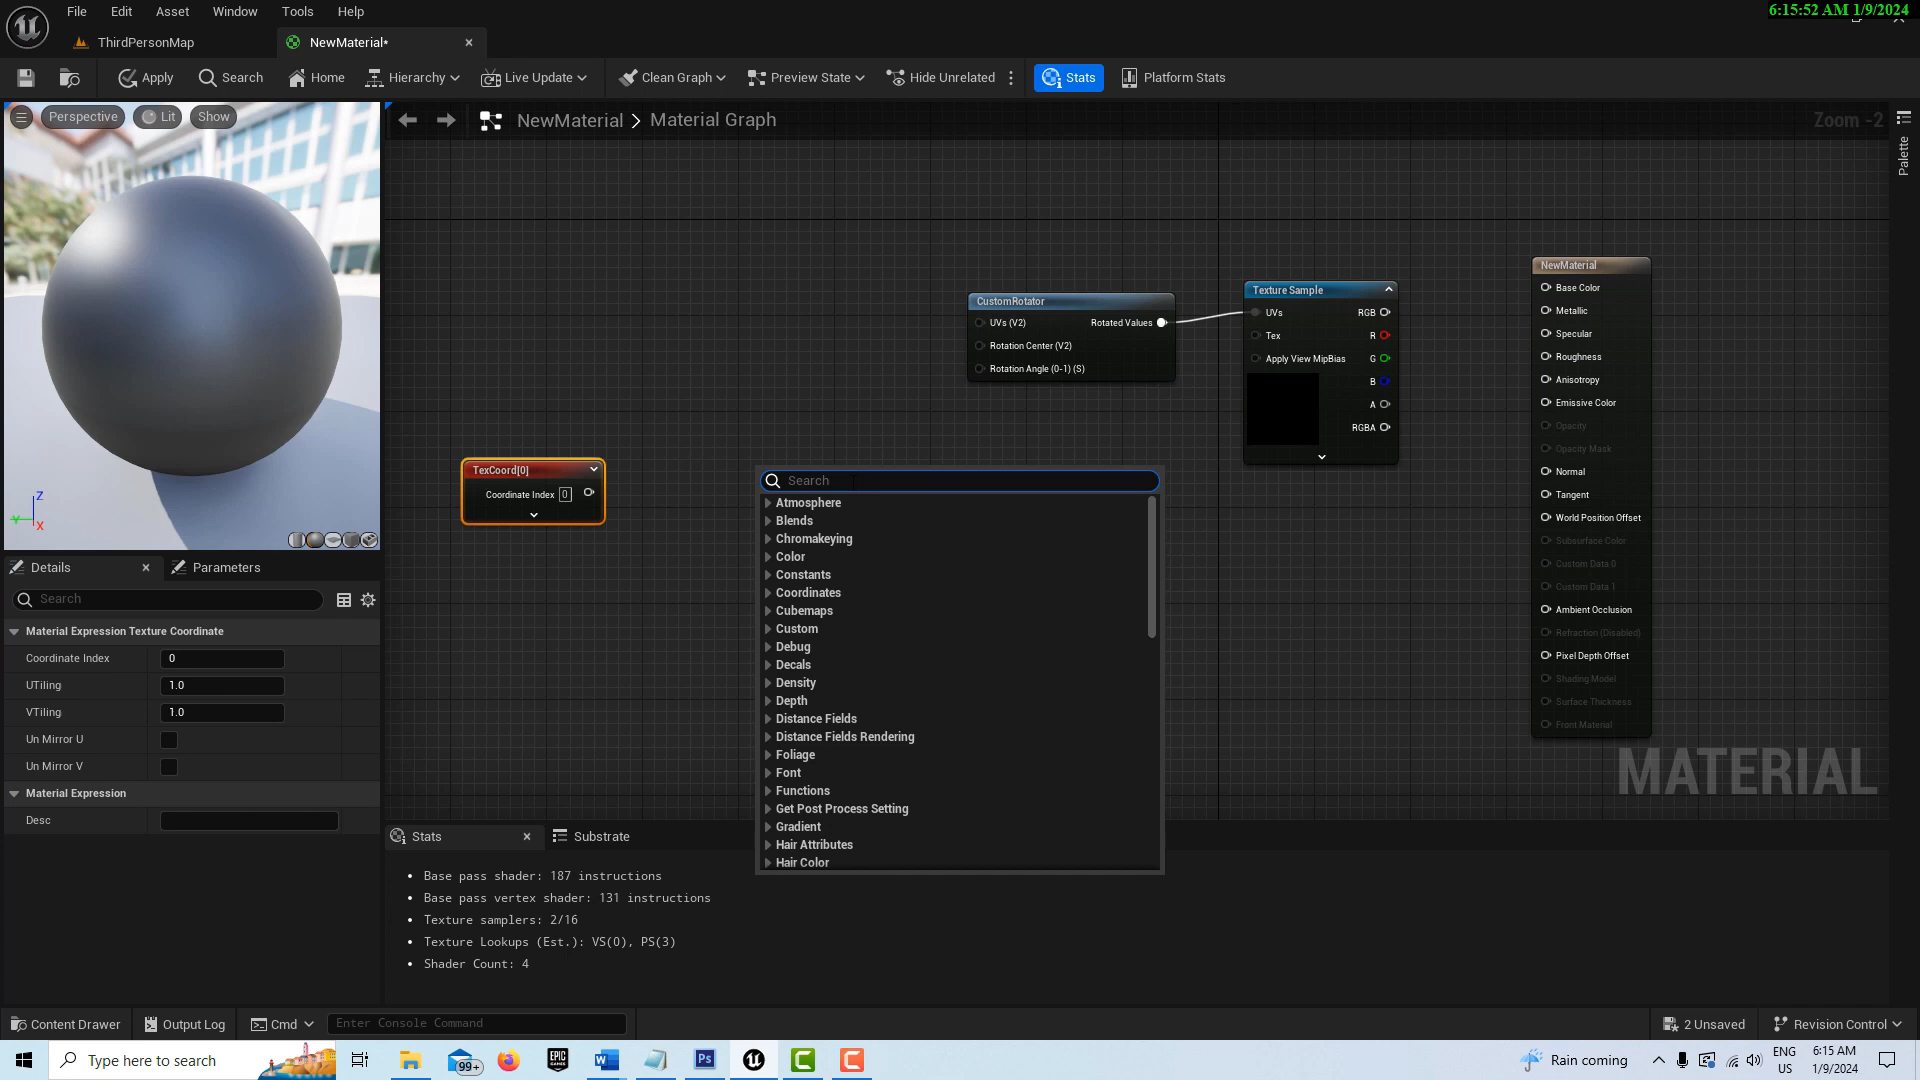 File Edit Asset Window Tools Help
6:15:52 AM 1/9/2024
ThirdPersonMap
NewMaterial*
Apply Search Home Hierarchy Live Update Clean Graph Preview State Hide Unrelated Stats Platform Stats
Perspective Lit Show
NewMaterial > Material Graph
Zoom -2
Palette
NewMaterial
Base Color
Metallic
Specular
Roughness
Anisotropy
Emissive Color
Opacity
Opacity Mask
Normal
Tangent
World Position Offset
Subsurface Color
Custom Data 0
Custom Data 1
Ambient Occlusion
Refraction (Disabled)
Pixel Depth Offset
Shading Model
Surface Thickness
Front Material
Texture Sample
UVs RGB
Tex R
Apply View MipBias G
B
A
RGBA
CustomRotator
UVs (V2) Rotated Values
Rotation Center (V2)
Rotation Angle (0-1) (S)
TexCoord[0]
Coordinate Index 0
Search
Atmosphere
Blends
Chromakeying
Color
Constants
Coordinates
Cubemaps
Custom
Debug
Decals
Density
Depth
Distance Fields
Distance Fields Rendering
Foliage
Font
Functions
Get Post Process Setting
Gradient
Hair Attributes
Hair Color
MATERIAL
Z
Y
X
Details
Parameters
Search
Material Expression Texture Coordinate
Coordinate Index 0
UTiling 1.0
VTiling 1.0
Un Mirror U
Un Mirror V
Material Expression
Desc
Stats
Substrate
• Base pass shader: 187 instructions
• Base pass vertex shader: 131 instructions
• Texture samplers: 2/16
• Texture Lookups (Est.): VS(0), PS(3)
• Shader Count: 4
Content Drawer Output Log Cmd Enter Console Command 2 Unsaved Revision Control
Type here to search
99+
EPIC GAMES
Ps
Rain coming
ENG
US
6:15 AM
1/9/2024